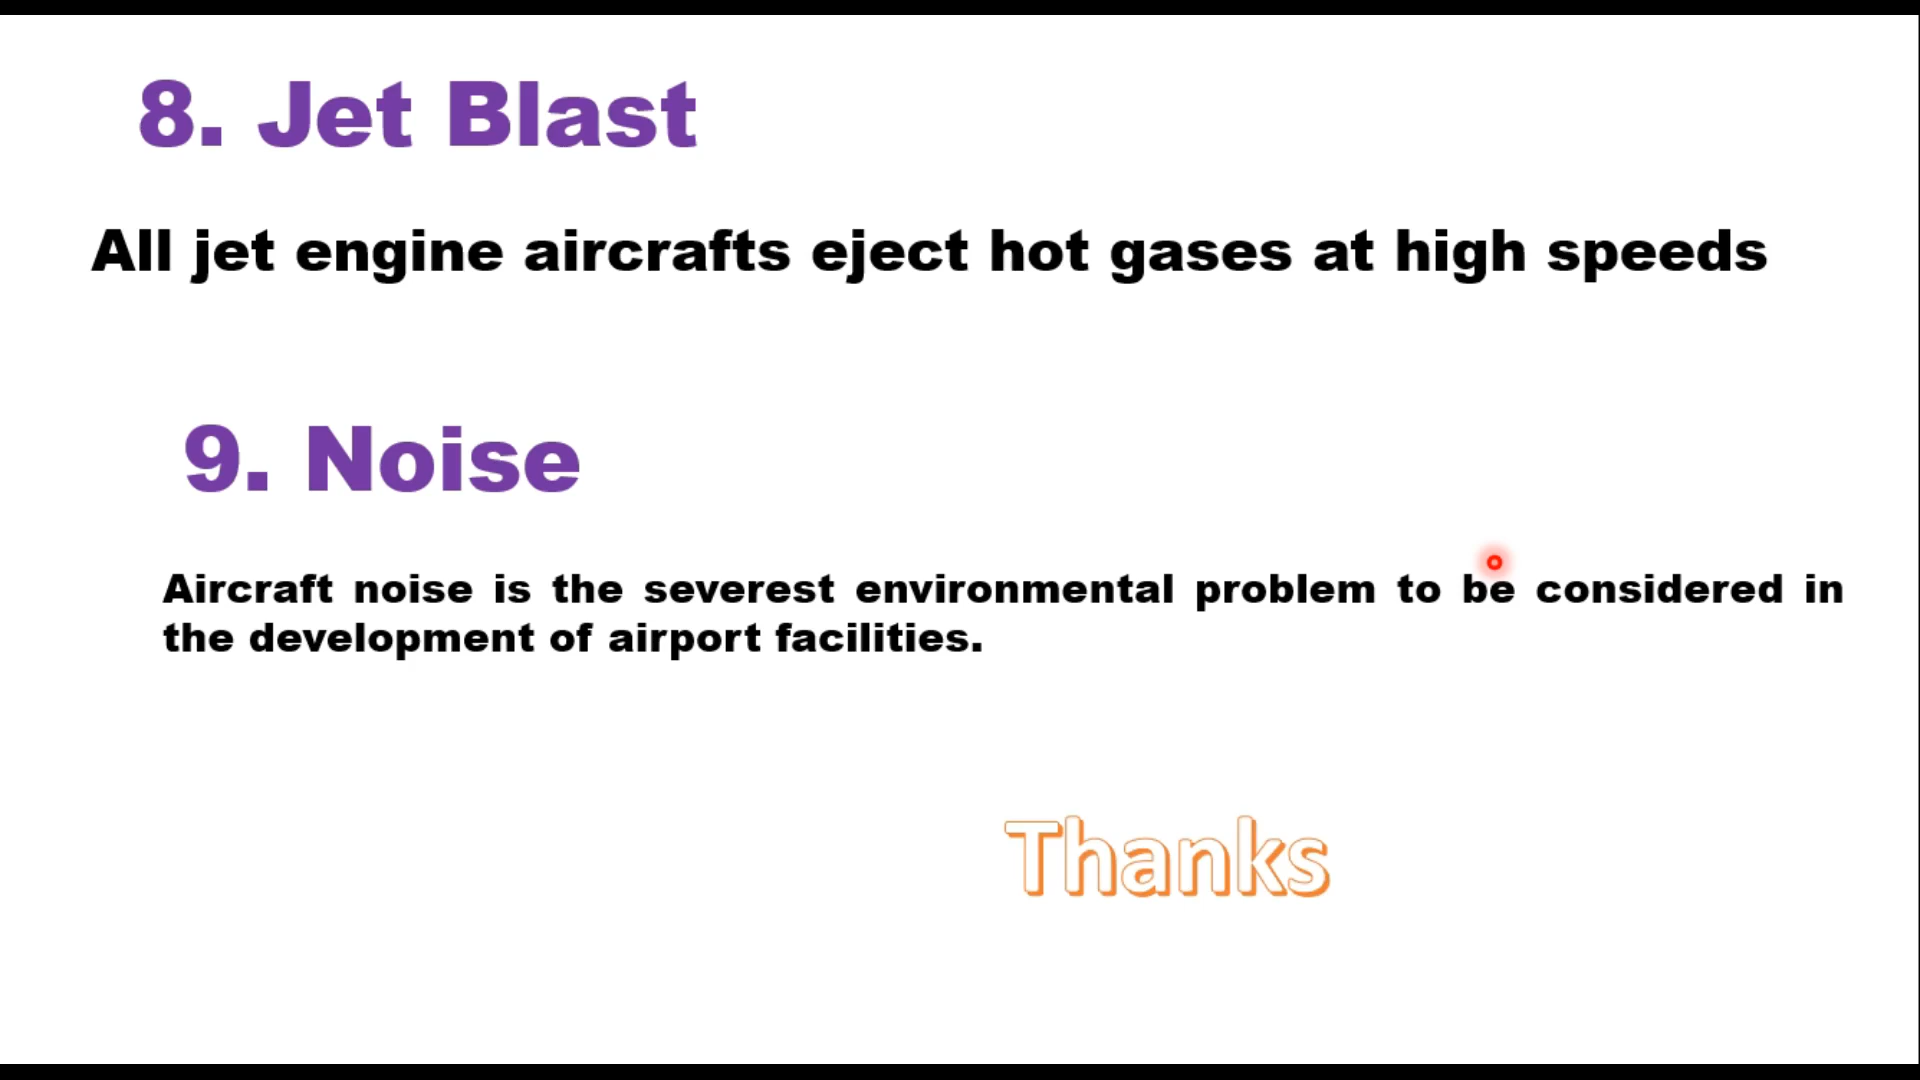 8. Jet Blast
All jet engine aircrafts eject hot gases at high speeds
9. Noise
Aircraft noise is the severest environmental problem to be considered in
the development of airport facilities.
Thanks